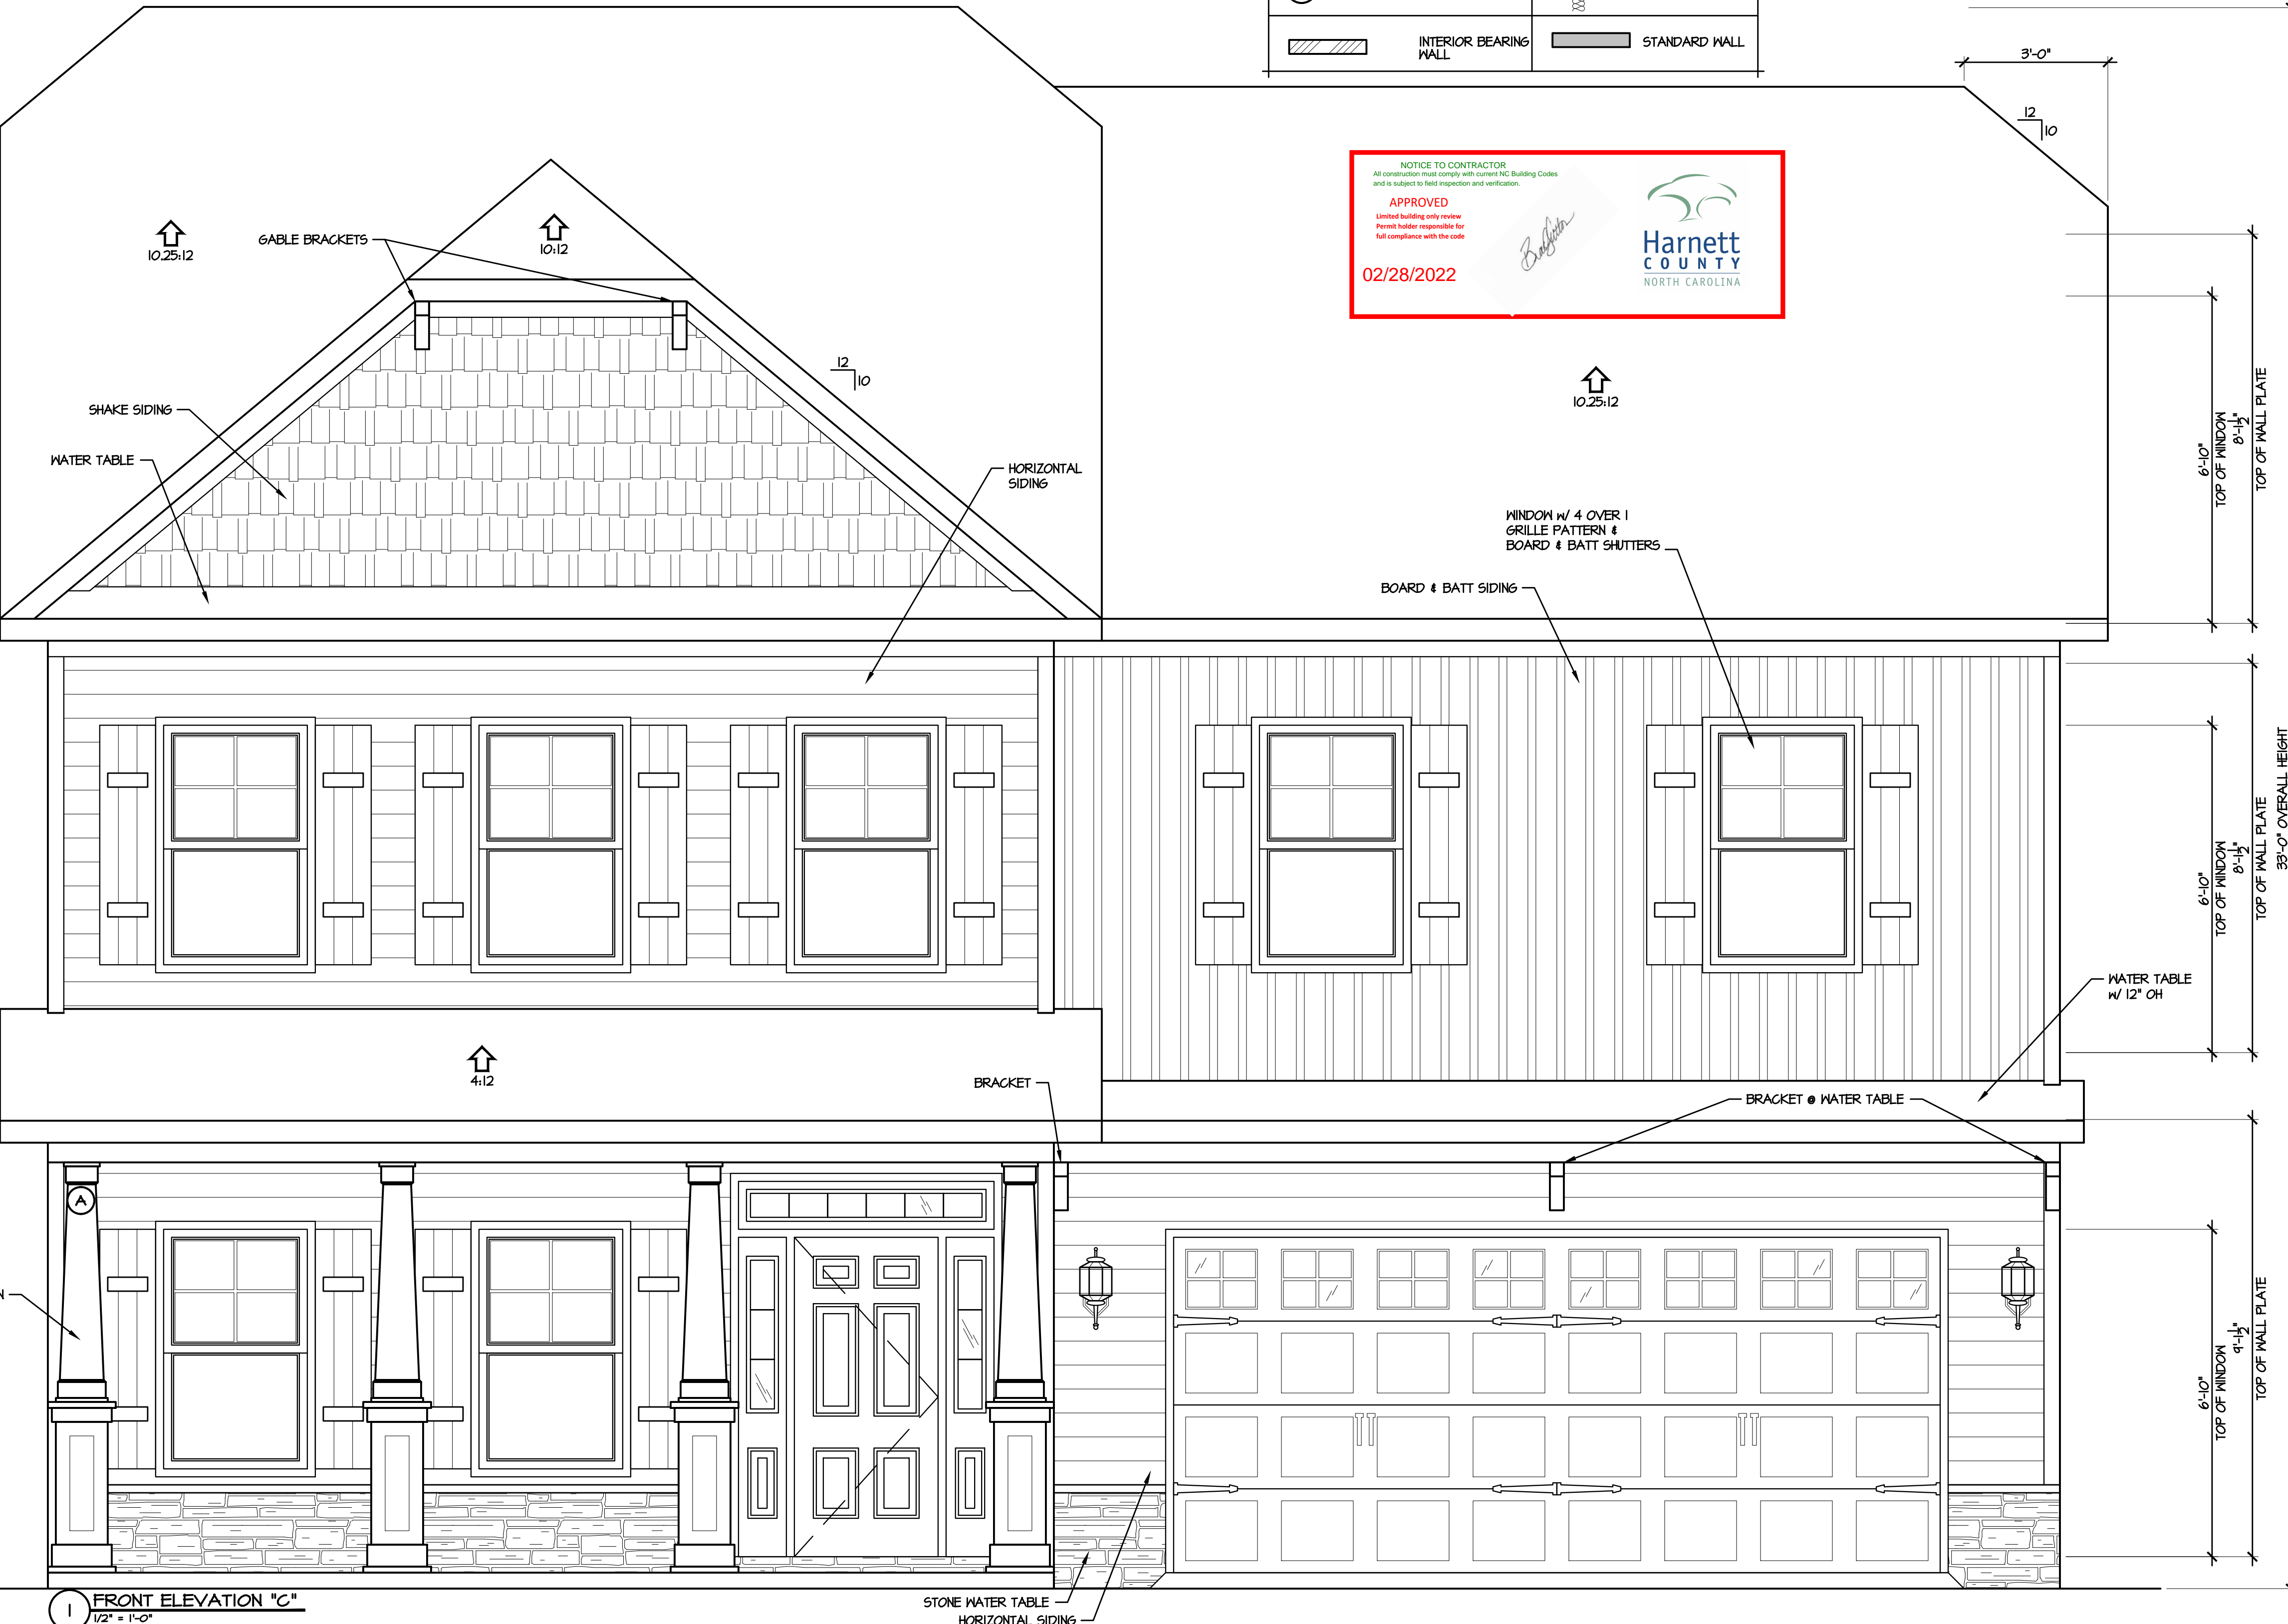 INTERIOR BEARING
WALL
STANDARD WALL
3'-0"
12
10
NOTICE TO CONTRACTOR
All construction must comply with current NC Building Codes
and is subject to field inspection and verification.
APPROVED
Limited building only review
Permit holder responsible for
full compliance with the code
02/28/2022
Harnett
COUNTY
NORTH CAROLINA
10.25:12
GABLE BRACKETS
10:12
12
10
10.25:12
SHAKE SIDING
WATER TABLE
HORIZONTAL
SIDING
WINDOW w/ 4 OVER 1
GRILLE PATTERN &
BOARD & BATT SHUTTERS
BOARD & BATT SIDING
6'-10"
TOP OF WINDOW
8'-1 1/2"
TOP OF WALL PLATE
6'-10"
TOP OF WINDOW
8'-1 1/2"
TOP OF WALL PLATE
33'-0" OVERALL HEIGHT
WATER TABLE
w/ 12" OH
4:12
BRACKET
BRACKET @ WATER TABLE
A
6'-10"
TOP OF WINDOW
9'-1 1/2"
TOP OF WALL PLATE
1
FRONT ELEVATION "C"
1/2" = 1'-0"
STONE WATER TABLE
HORIZONTAL SIDING